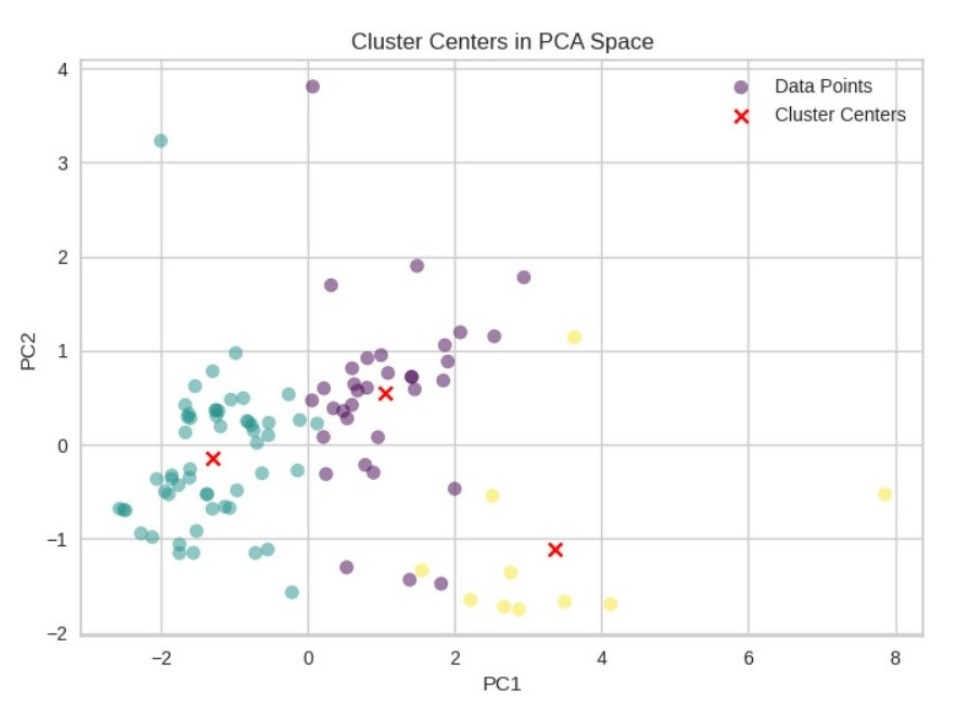 Cluster Centers in PCA Space
Data Points
Cluster Centers
4
3
2
1
0
−1
−2
PC2
−2 0 2 4 6 8
PC1